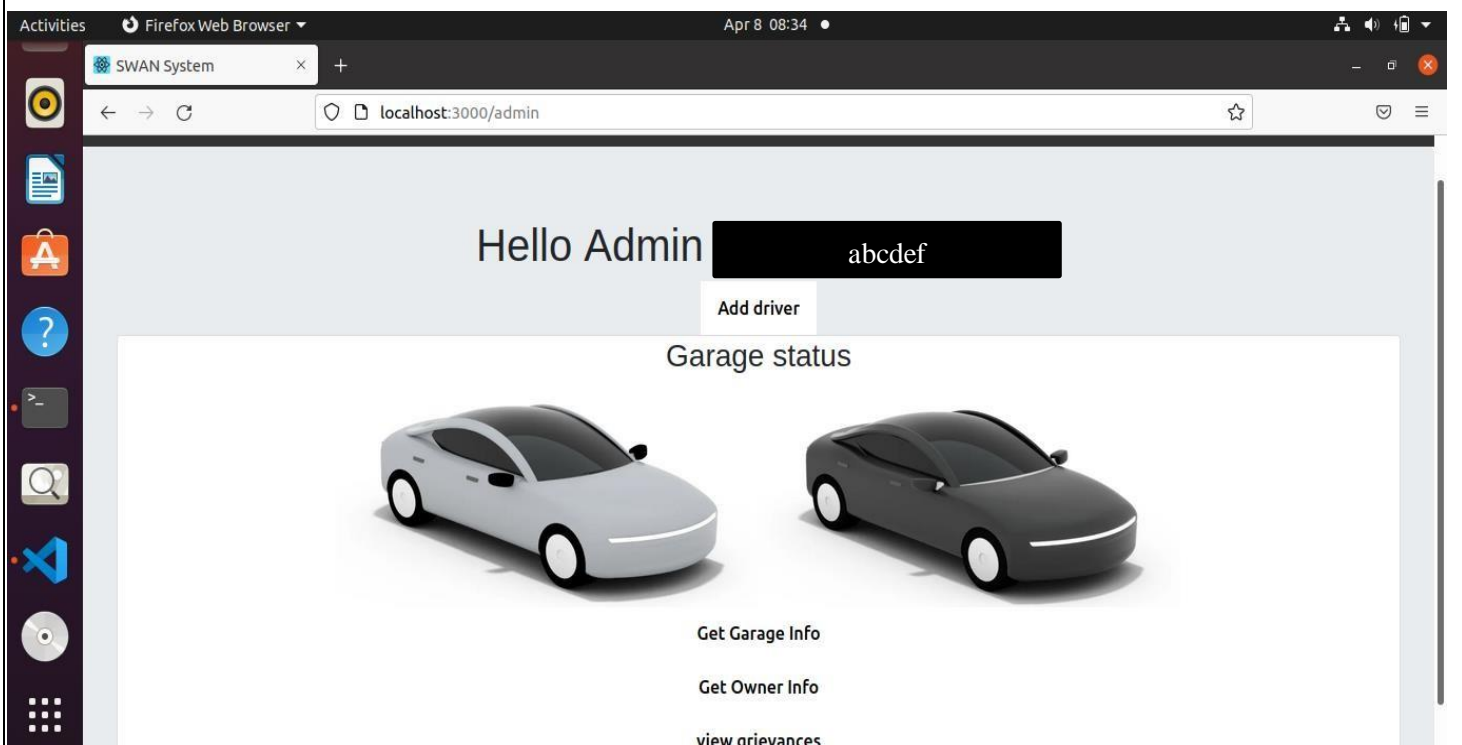 Activities Firefox Web Browser Apr 8 08:34
SWAN System
localhost:3000/admin
Hello Admin abcdef
Add driver
Garage status
Get Garage Info
Get Owner Info
view grievances